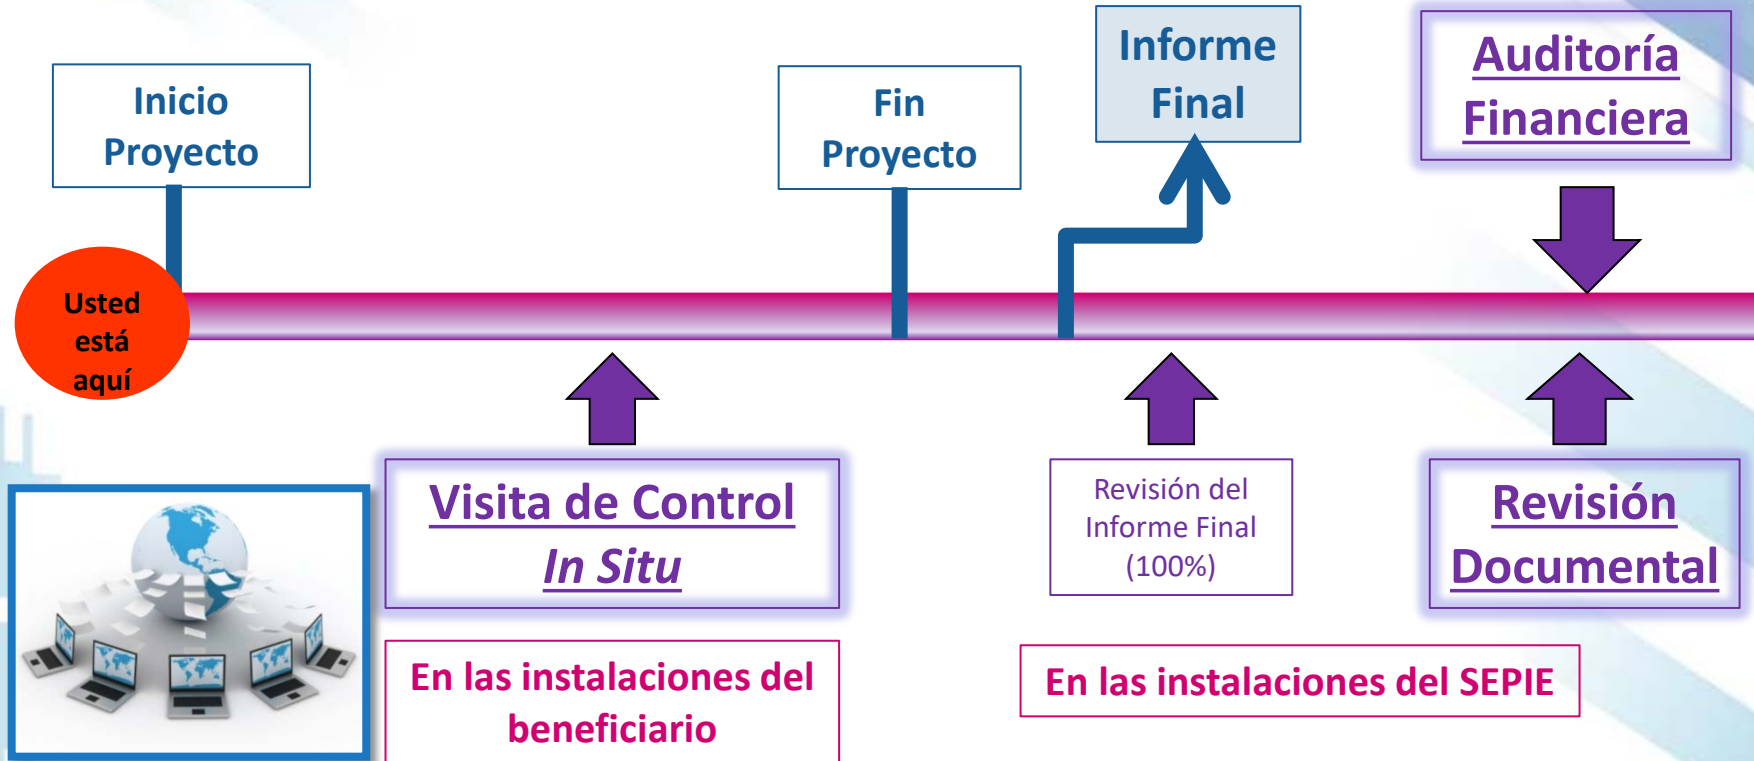 Inicio
Proyecto
Fin
Proyecto
Informe
Final
Auditoría
Financiera
Usted
está
aquí
Visita de Control
In Situ
Revisión del
Informe Final
(100%)
Revisión
Documental
En las instalaciones del
beneficiario
En las instalaciones del SEPIE